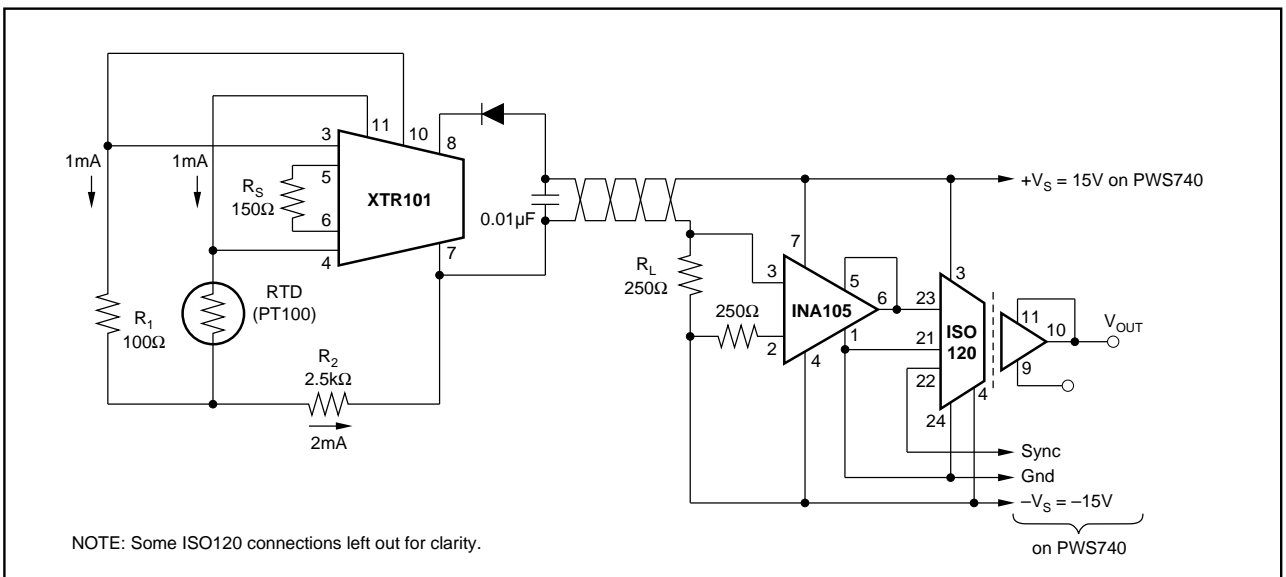 1mA
1mA
3
11
10
8
5
R_S
150Ω
XTR101
6
4
7
0.01µF
RTD
(PT100)
R_1
100Ω
R_2
2.5kΩ
2mA
R_L
250Ω
250Ω
7
3
5
INA105
6
2
1
4
+V_S = 15V on PWS740
3
23
21
ISO
120
22
24
4
11
10
9
V_OUT
Sync
Gnd
–V_S = –15V
on PWS740
NOTE: Some ISO120 connections left out for clarity.